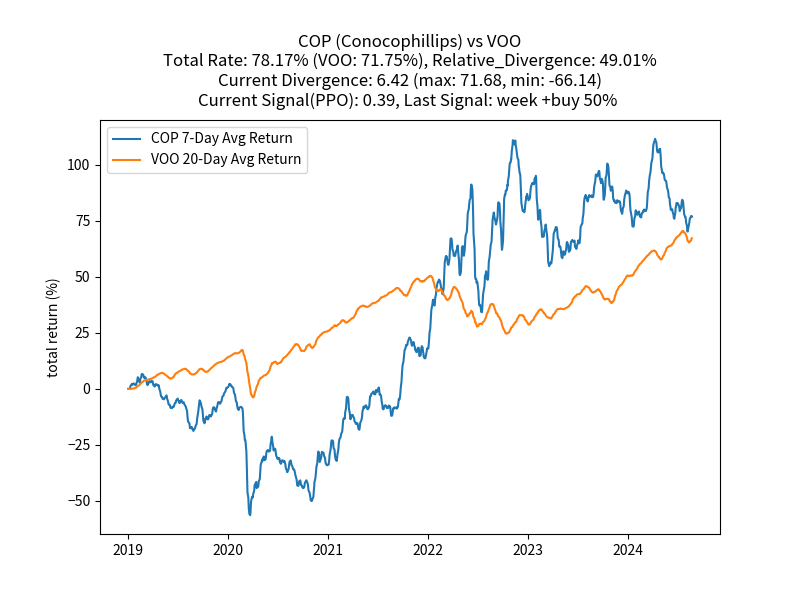 COP (Conocophillips) vs VOO
Total Rate: 78.17% (VOO: 71.75%), Relative_Divergence: 49.01%
Current Divergence: 6.42 (max: 71.68, min: -66.14)
Current Signal(PPO): 0.39, Last Signal: week +buy 50%
COP 7-Day Avg Return
VOO 20-Day Avg Return
total return (%)
100
75
50
25
0
−25
−50
2019 2020 2021 2022 2023 2024